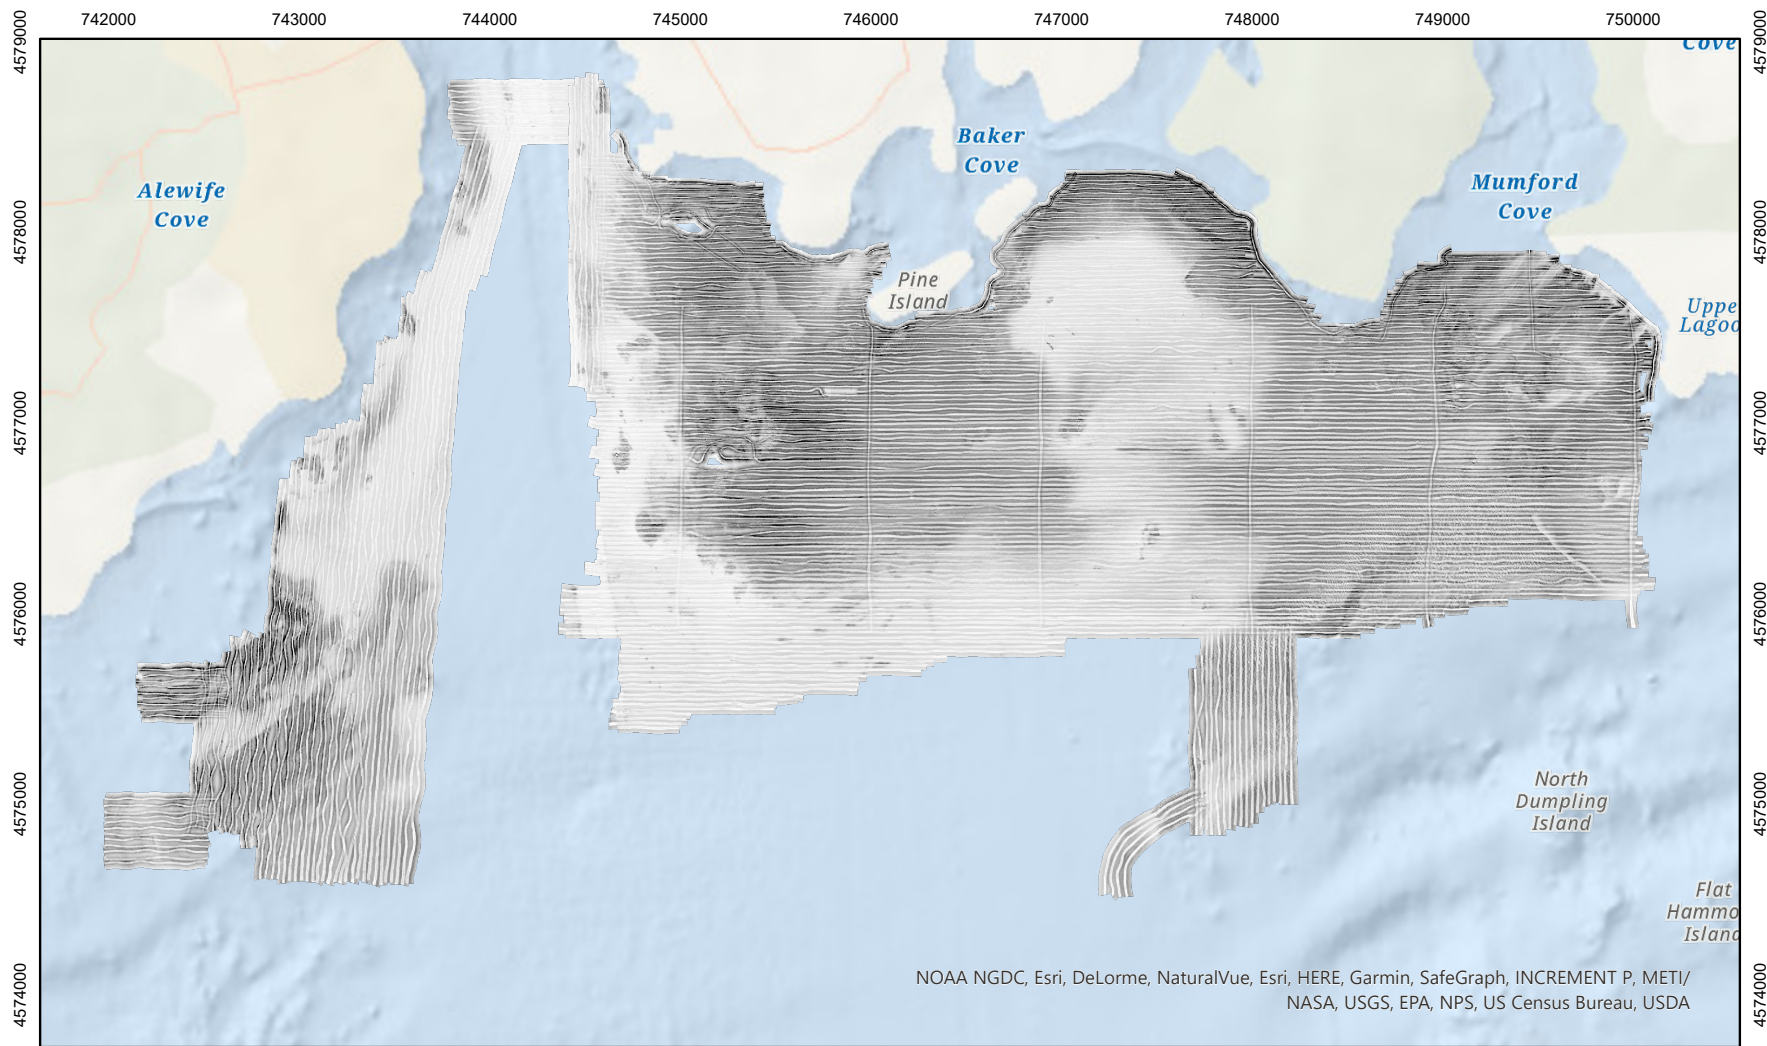 742000 743000 744000 745000 746000 747000 748000 749000 750000
4579000 4579000
Cove
Baker
Cove
Alewife
Cove
Mumford
Cove
4578000 4578000
Pine
Island
Uppe
Lagoo
4577000 4577000
4576000 4576000
North
Dumpling
Island
4575000 4575000
Flat
Hammo
Island
NOAA NGDC, Esri, DeLorme, NaturalVue, Esri, HERE, Garmin, SafeGraph, INCREMENT P, METI/
NASA, USGS, EPA, NPS, US Census Bureau, USDA
4574000 4574000